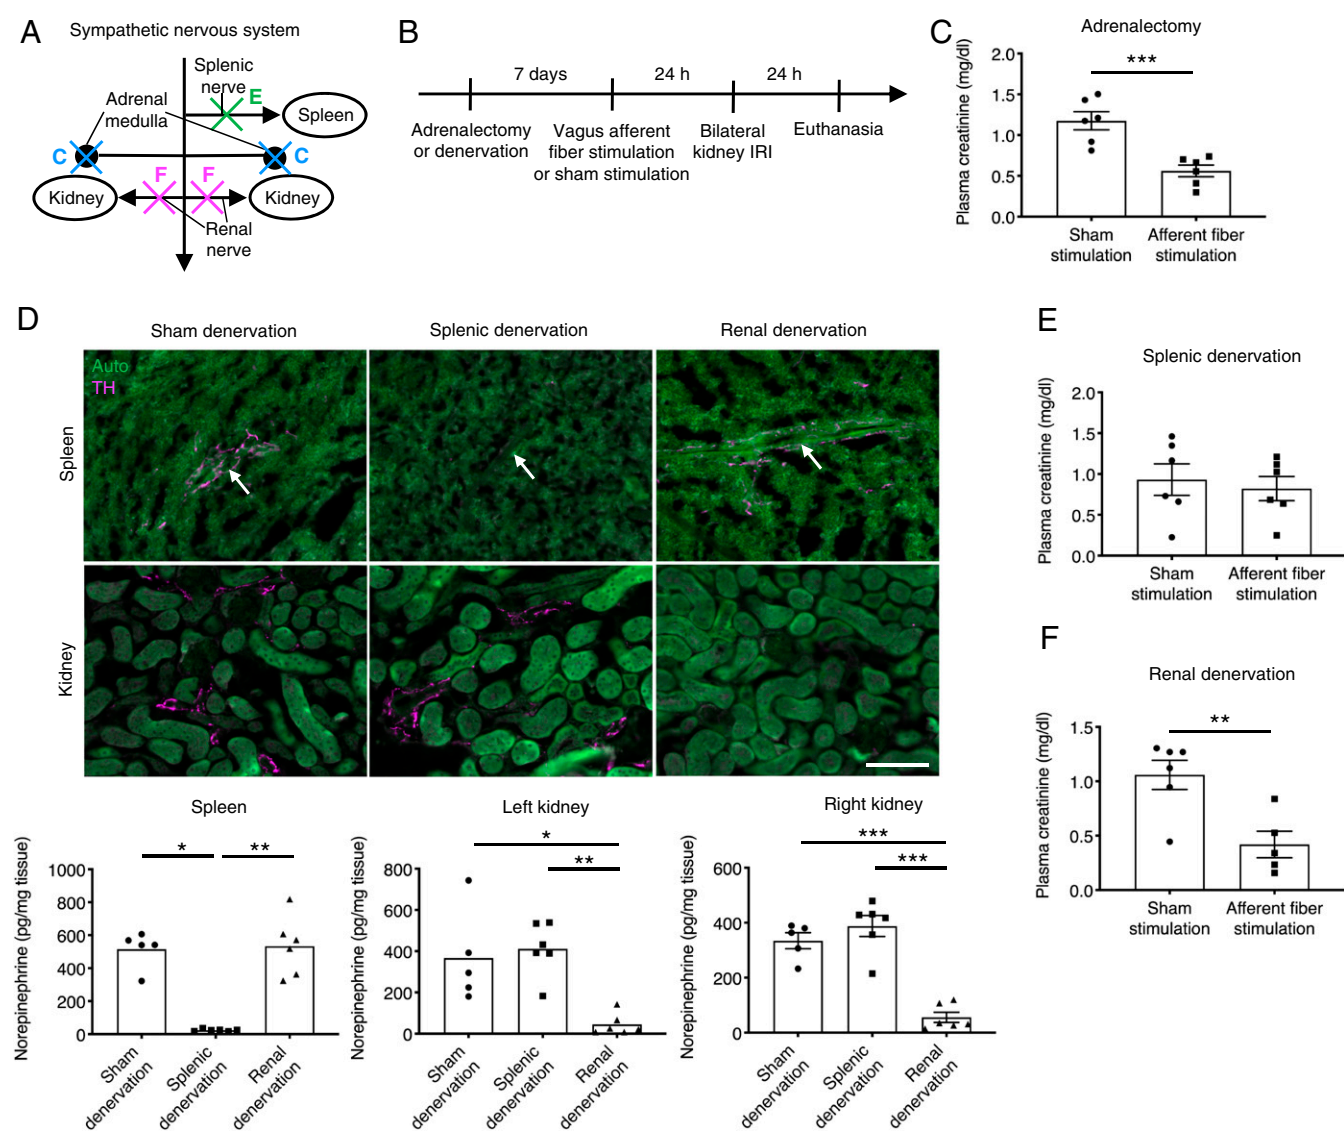 A
Sympathetic nervous system
Splenic
nerve
E
Spleen
Adrenal
medulla
C
C
F
F
Kidney
Kidney
Renal
nerve
B
7 days
24 h
24 h
Adrenalectomy
or denervation
Vagus afferent
fiber stimulation
or sham stimulation
Bilateral
kidney IRI
Euthanasia
C
Adrenalectomy
***
Plasma creatinine (mg/dl)
2.0
1.5
1.0
0.5
0.0
Sham
stimulation
Afferent fiber
stimulation
D
Sham denervation
Splenic denervation
Renal denervation
Auto
TH
Spleen
Kidney
Spleen
* **
Norepinephrine (pg/mg tissue)
1000
800
600
400
200
0
Sham
denervation
Splenic
denervation
Renal
denervation
Left kidney
*
**
Norepinephrine (pg/mg tissue)
800
600
400
200
0
Sham
denervation
Splenic
denervation
Renal
denervation
Right kidney
***
***
Norepinephrine (pg/mg tissue)
600
400
200
0
Sham
denervation
Splenic
denervation
Renal
denervation
E
Splenic denervation
Plasma creatinine (mg/dl)
2.0
1.5
1.0
0.5
0.0
Sham
stimulation
Afferent fiber
stimulation
F
Renal denervation
**
Plasma creatinine (mg/dl)
1.5
1.0
0.5
0.0
Sham
stimulation
Afferent fiber
stimulation